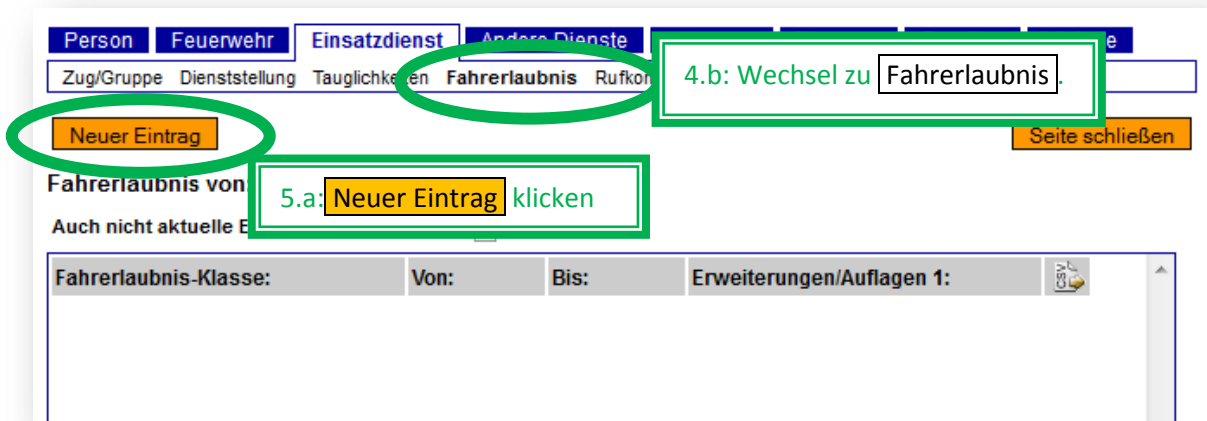 Person Feuerwehr Einsatzdienst Andere Dienste
Zug/Gruppe Dienststellung Tauglichkeiten Fahrerlaubnis
4.b: Wechsel zu Fahrerlaubnis.
Neuer Eintrag Seite schließen
Fahrerlaubnis von:
5.a: Neuer Eintrag klicken
Auch nicht aktuelle
Fahrerlaubnis-Klasse: Von: Bis: Erweiterungen/Auflagen 1: CSV